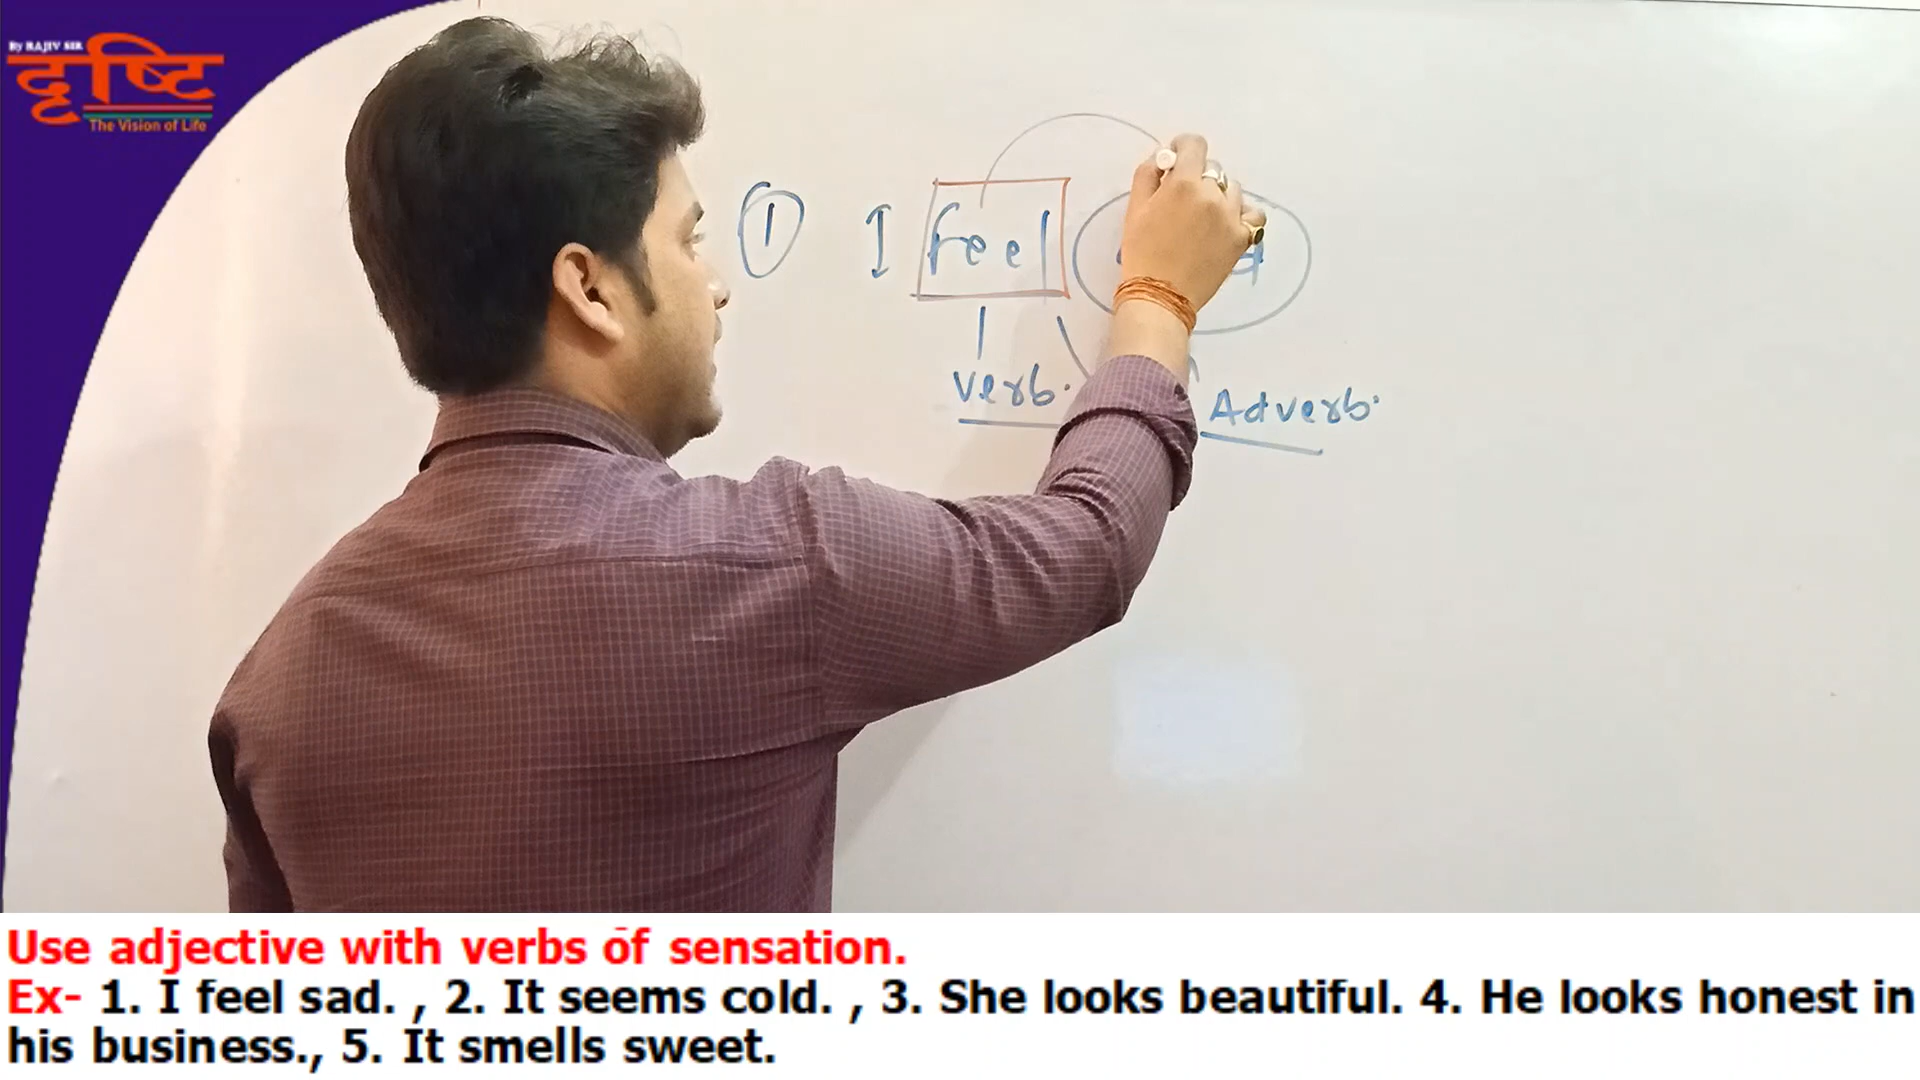 By RAJIV SIR
दृष्टि
The Vision of Life
① I feel
verb.
Adverb.
Use adjective with verbs of sensation.
Ex- 1. I feel sad. , 2. It seems cold. , 3. She looks beautiful. 4. He looks honest in
his business., 5. It smells sweet.